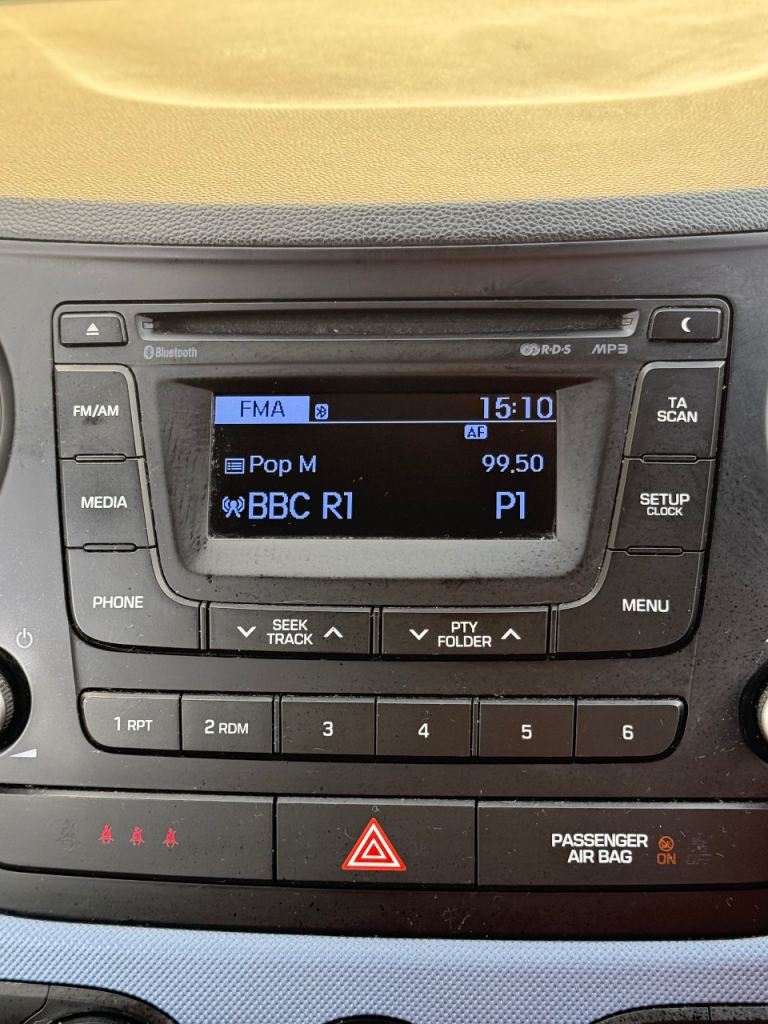 Bluetooth
R·D·S MP3
FM/AM
FMA 15:10
AF
Pop M 99.50
BBC R1 P1
TA
SCAN
MEDIA
SETUP
CLOCK
PHONE
SEEK
TRACK
PTY
FOLDER
MENU
1 RPT
2 RDM
3
4
5
6
PASSENGER
AIR BAG
ON